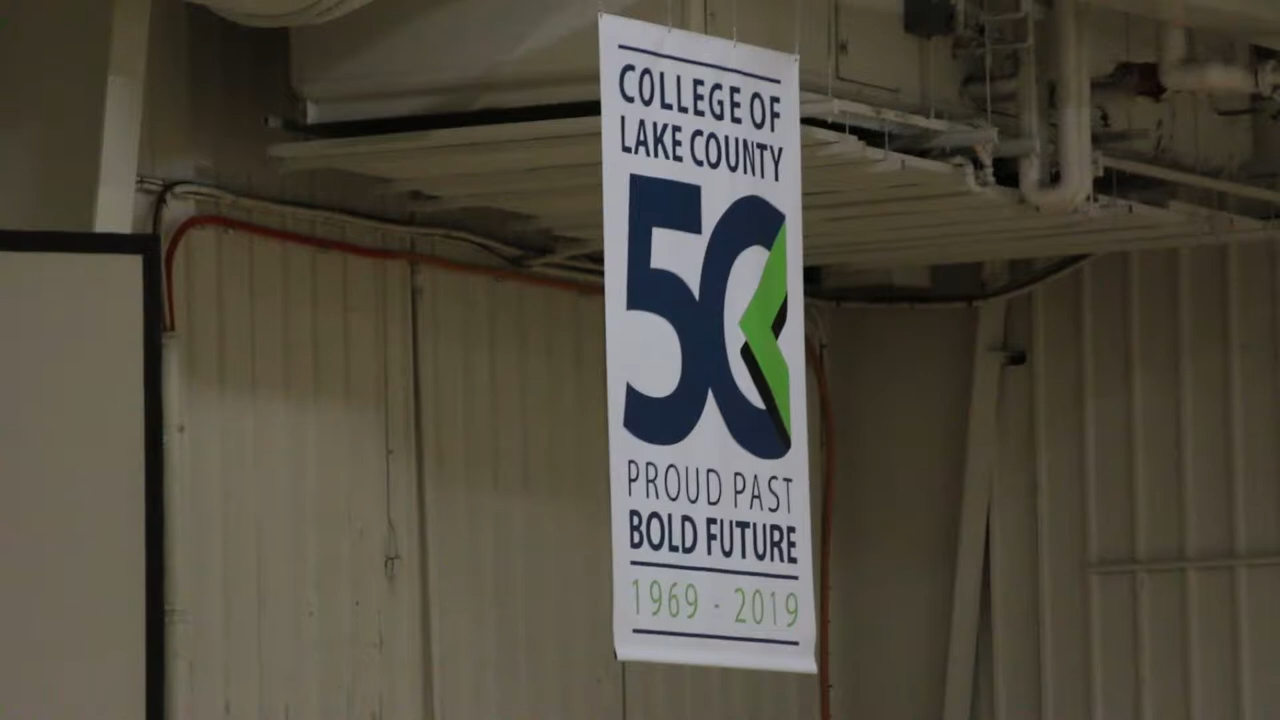 COLLEGE OF
LAKE COUNTY
50
PROUD PAST
BOLD FUTURE
1969 - 2019